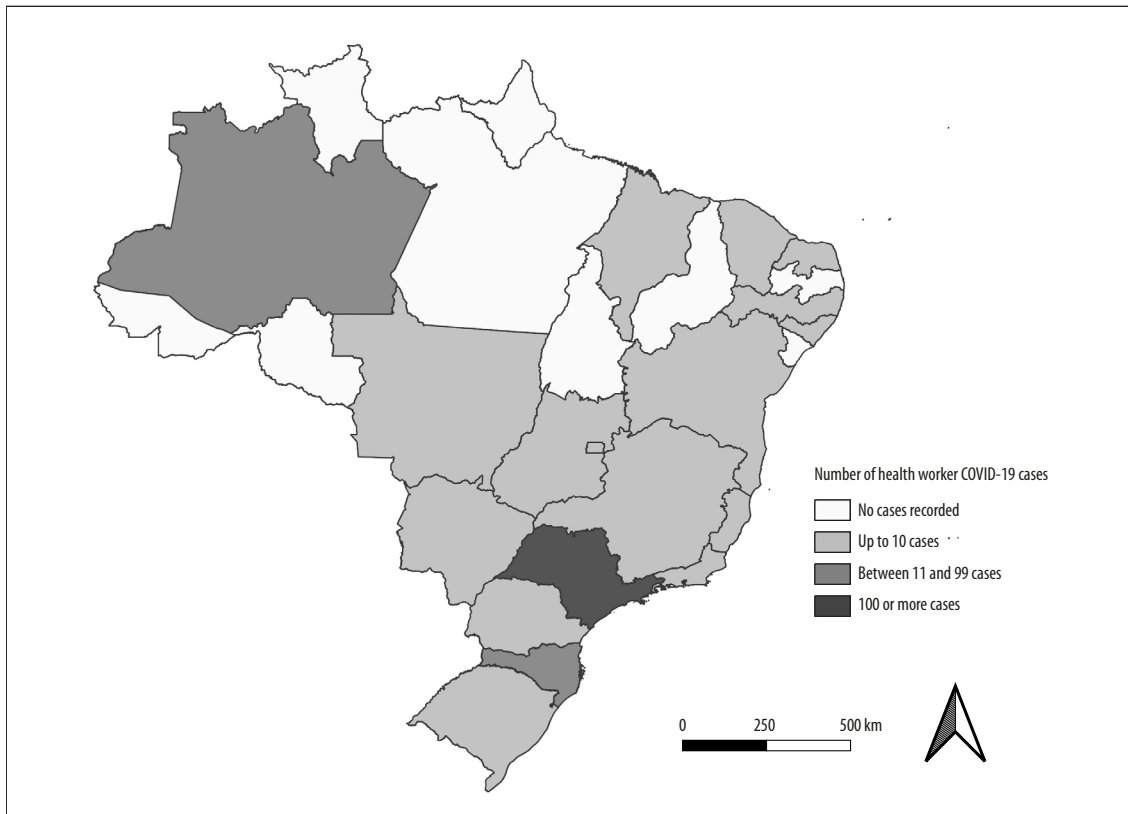 Number of health worker COVID-19 cases
No cases recorded
Up to 10 cases
Between 11 and 99 cases
100 or more cases
0 250 500 km